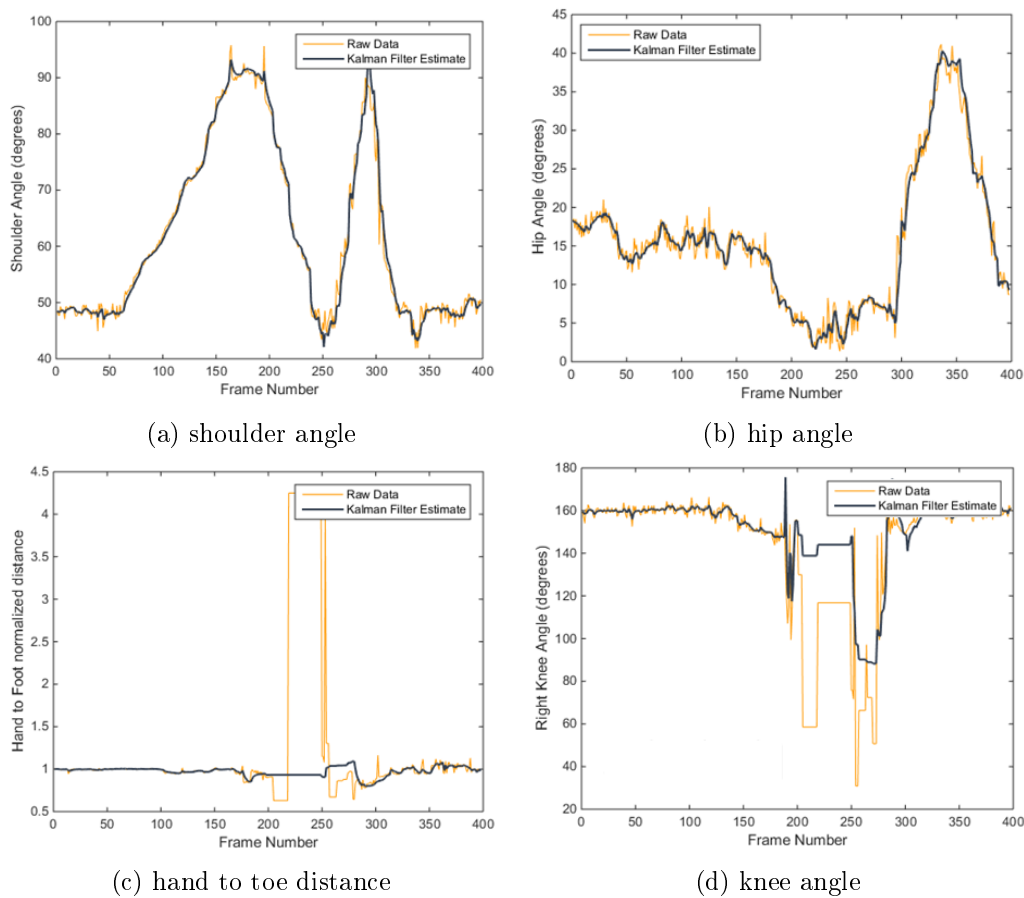 100
90
80
70
60
50
40
Shoulder Angle (degrees)
Raw Data
Kalman Filter Estimate
0 50 100 150 200 250 300 350 400
Frame Number
(a) shoulder angle
45
40
35
30
25
20
15
10
5
0
Hip Angle (degrees)
Raw Data
Kalman Filter Estimate
0 50 100 150 200 250 300 350 400
Frame Number
(b) hip angle
4.5
4
3.5
3
2.5
2
1.5
1
0.5
Hand to Foot normalized distance
Raw Data
Kalman Filter Estimate
0 50 100 150 200 250 300 350 400
Frame Number
(c) hand to toe distance
180
160
140
120
100
80
60
40
20
Right Knee Angle (degrees)
Raw Data
Kalman Filter Estimate
0 50 100 150 200 250 300 350 400
Frame Number
(d) knee angle